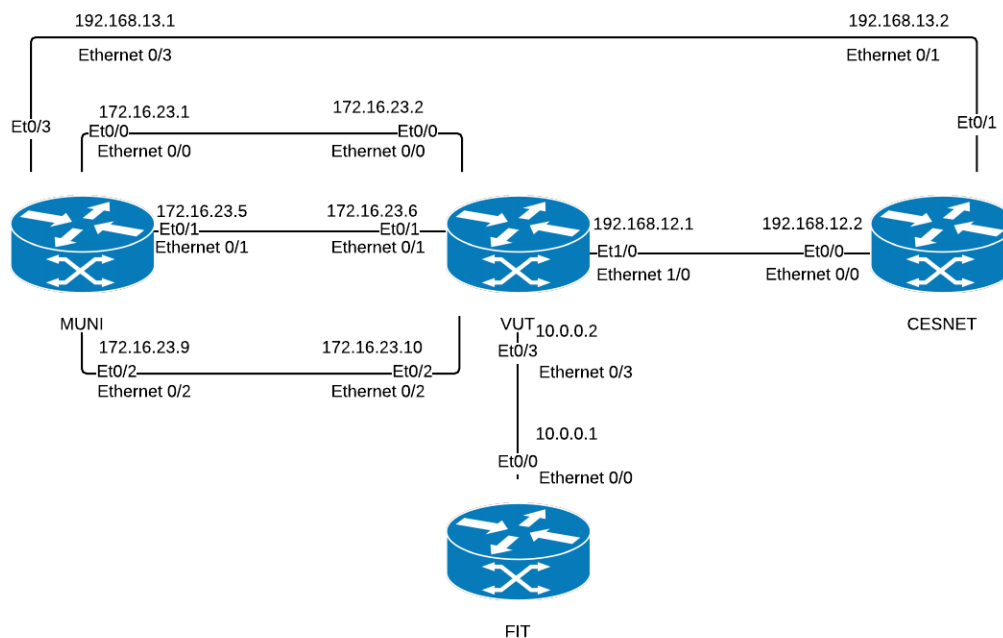 192.168.13.1
192.168.13.2
Ethernet 0/3
Ethernet 0/1
Et0/3
Et0/1
172.16.23.1
172.16.23.2
Et0/0
Et0/0
Ethernet 0/0
Ethernet 0/0
172.16.23.5
172.16.23.6
Et0/1
Et0/1
Ethernet 0/1
Ethernet 0/1
192.168.12.1
192.168.12.2
Et1/0
Et0/0
Ethernet 1/0
Ethernet 0/0
MUNI
VUT
CESNET
172.16.23.9
172.16.23.10
10.0.0.2
Et0/2
Et0/2
Et0/3
Ethernet 0/2
Ethernet 0/2
Ethernet 0/3
10.0.0.1
Et0/0
Ethernet 0/0
FIT